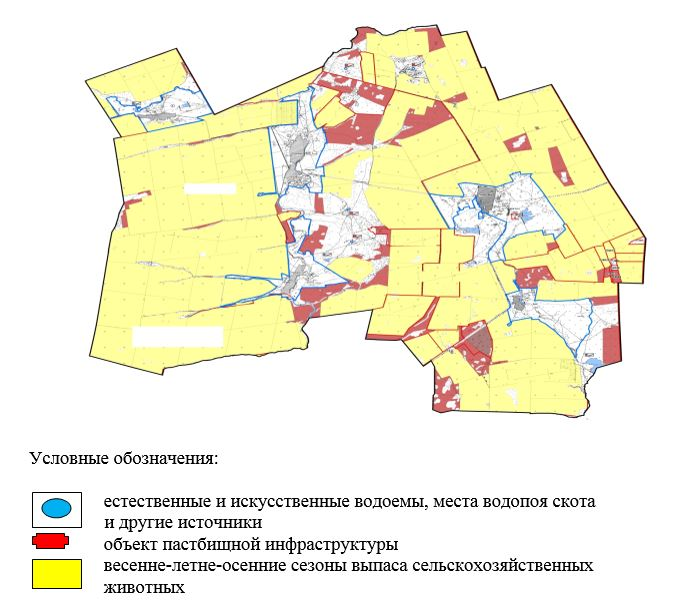 Условные обозначения:
естественные и искусственные водоемы, места водопоя скота
и другие источники
объект пастбищной инфраструктуры
весенне-летне-осенние сезоны выпаса сельскохозяйственных
животных